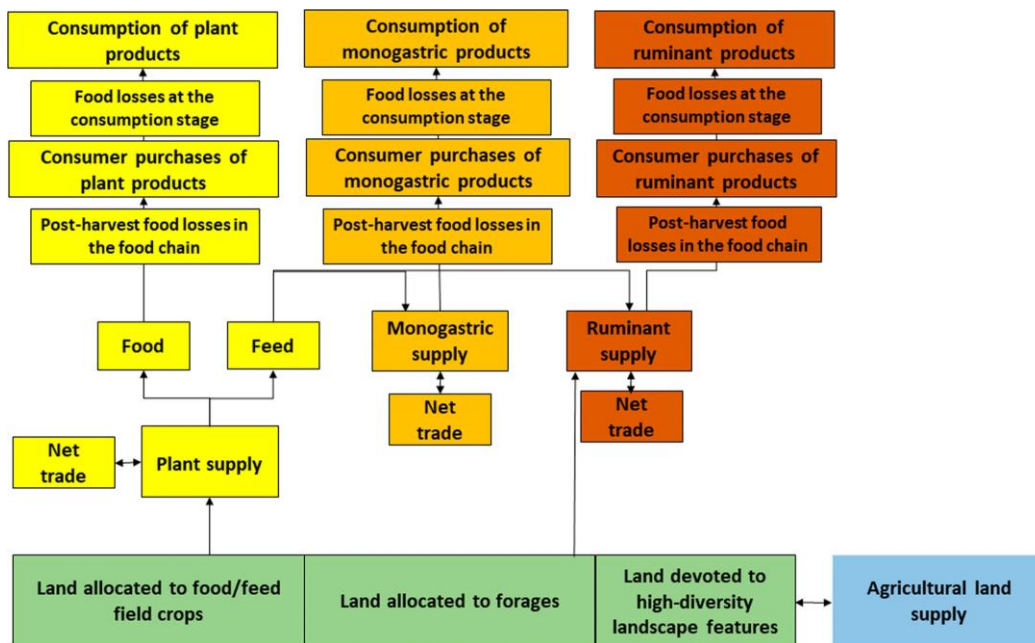 Consumption of plant
products
Consumption of
monogastric products
Consumption of
ruminant products
Food losses at the
consumption stage
Food losses at the
consumption stage
Food losses at the
consumption stage
Consumer purchases of
plant products
Consumer purchases of
monogastric products
Consumer purchases of
ruminant products
Post-harvest food losses in
the food chain
Post-harvest food losses in
the food chain
Post-harvest food
losses in the food chain
Food
Feed
Monogastric
supply
Ruminant
supply
Net
trade
Net
trade
Net
trade
Plant supply
Land allocated to food/feed
field crops
Land allocated to forages
Land devoted to
high-diversity
landscape features
Agricultural land
supply